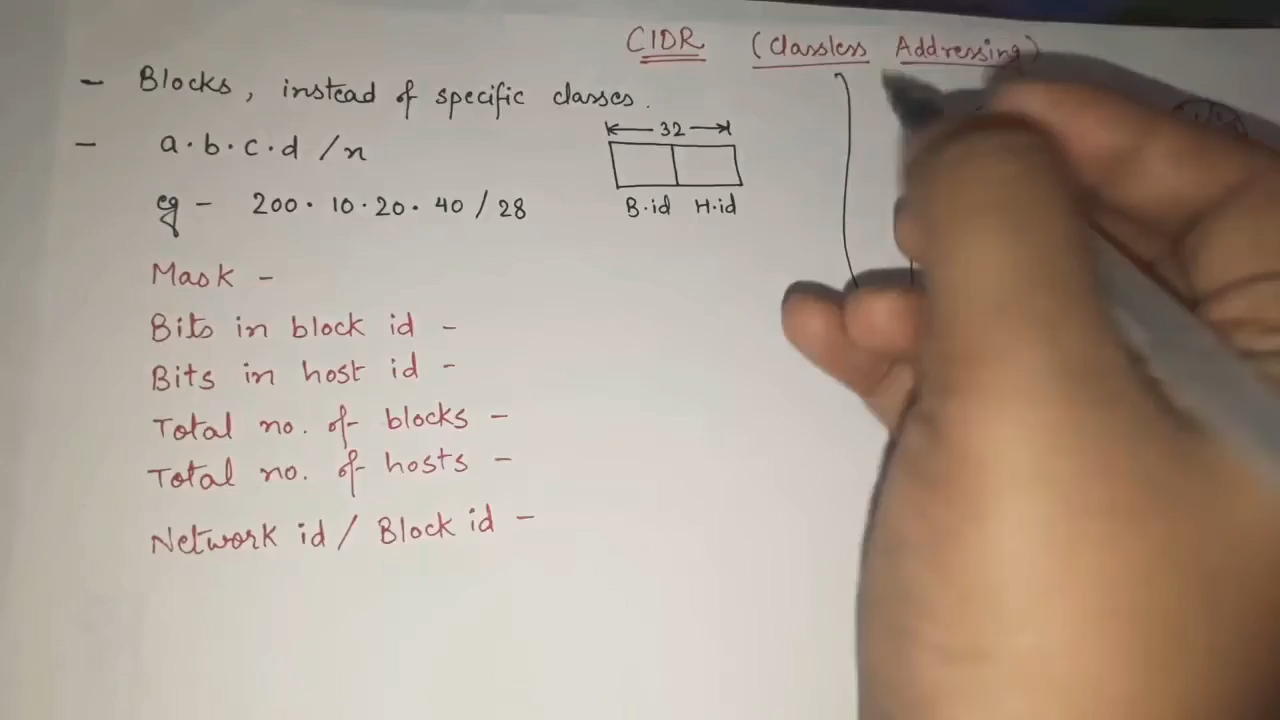 CIDR (Classless Addressing)
- Blocks, instead of specific classes.
- a.b.c.d /n
eg - 200.10.20.40 / 28
32
B.id H.id
Mask -
Bits in block id -
Bits in host id -
Total no. of blocks -
Total no. of hosts -
Network id / Block id -